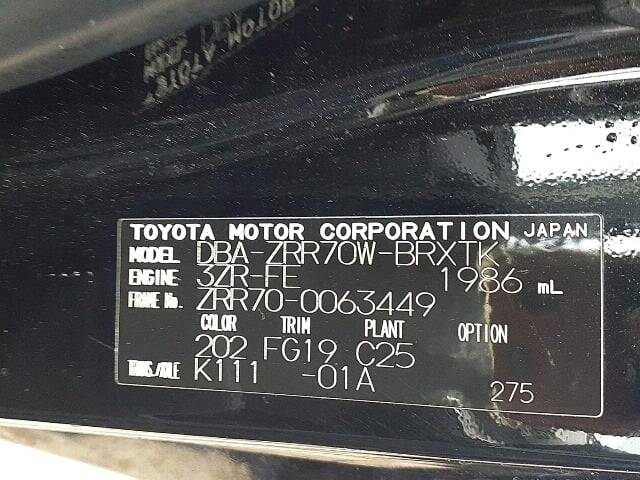 TOYOTA MOTOR CORPORATION JAPAN
MODEL DBA-ZRR70W-BRXTK
ENGINE 3ZR-FE 1986 mL
FRAME No. ZRR70-0063449
COLOR TRIM PLANT OPTION
202 FG19 C25
TRANS./AXLE K111 -01A
275